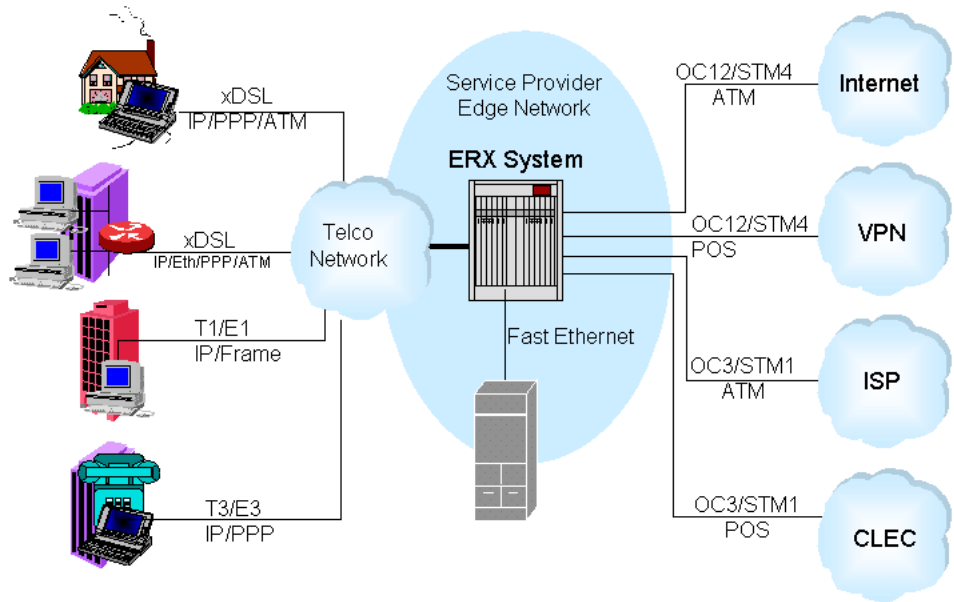 xDSL
IP/PPP/ATM
xDSL
IP/Eth/PPP/ATM
T1/E1
IP/Frame
T3/E3
IP/PPP
Telco
Network
Service Provider
Edge Network
ERX System
Fast Ethernet
OC12/STM4
ATM
Internet
OC12/STM4
POS
VPN
OC3/STM1
ATM
ISP
OC3/STM1
POS
CLEC